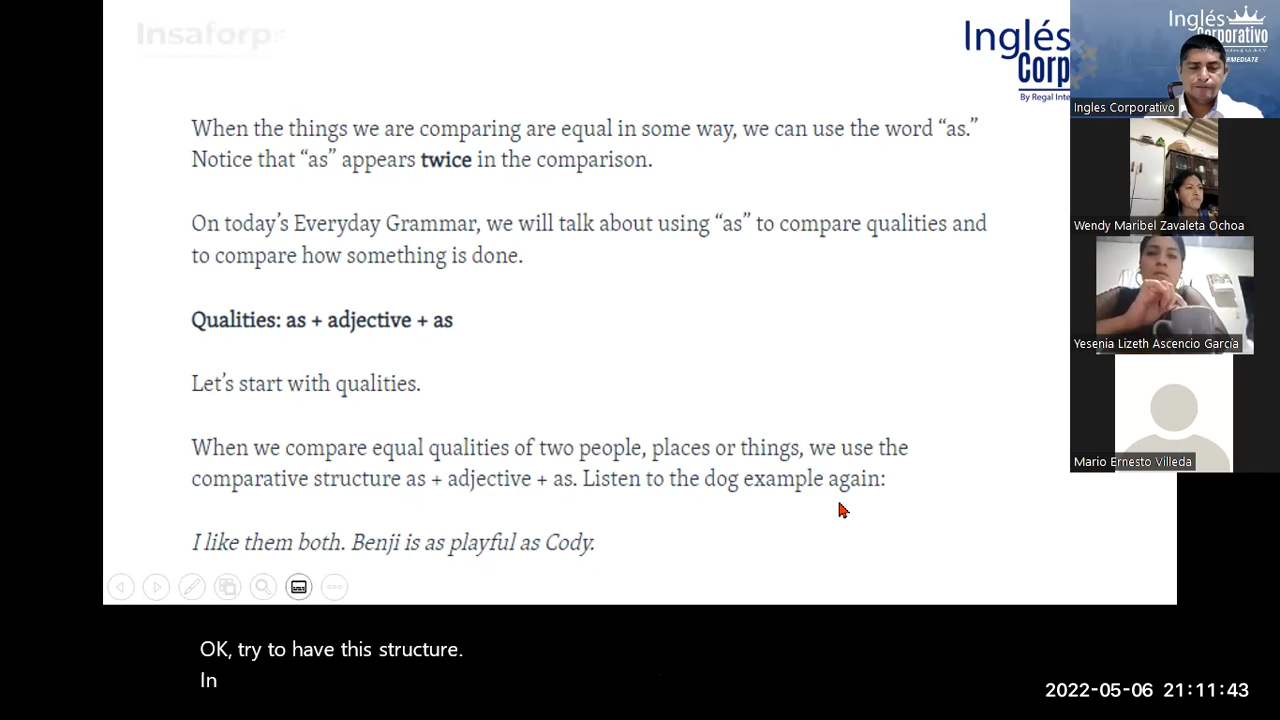 Insaforp
Inglés
Corp
By Regal Inte
When the things we are comparing are equal in some way, we can use the word “as.”
Notice that “as” appears twice in the comparison.
On today’s Everyday Grammar, we will talk about using “as” to compare qualities and
to compare how something is done.
Qualities: as + adjective + as
Let’s start with qualities.
When we compare equal qualities of two people, places or things, we use the
comparative structure as + adjective + as. Listen to the dog example again:
I like them both. Benji is as playful as Cody.
Inglés
Corporativo
Ingles Corporativo
Wendy Maribel Zavaleta Ochoa
Yesenia Lizeth Ascencio García
Mario Ernesto Villeda
OK, try to have this structure.
In
2022-05-06 21:11:43